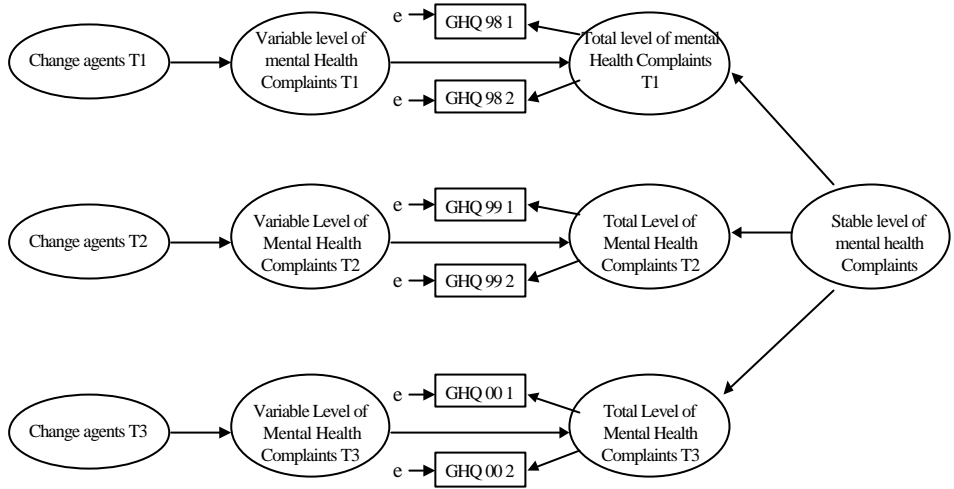 e
GHQ 98 1
Change agents T1
Variable level of
mental Health
Complaints T1
Total level of mental
Health Complaints
T1
e
GHQ 98 2
e
GHQ 99 1
Change agents T2
Variable Level of
Mental Health
Complaints T2
Total Level of
Mental Health
Complaints T2
Stable level of
mental health
Complaints
e
GHQ 99 2
e
GHQ 00 1
Change agents T3
Variable Level of
Mental Health
Complaints T3
Total Level of
Mental Health
Complaints T3
e
GHQ 00 2